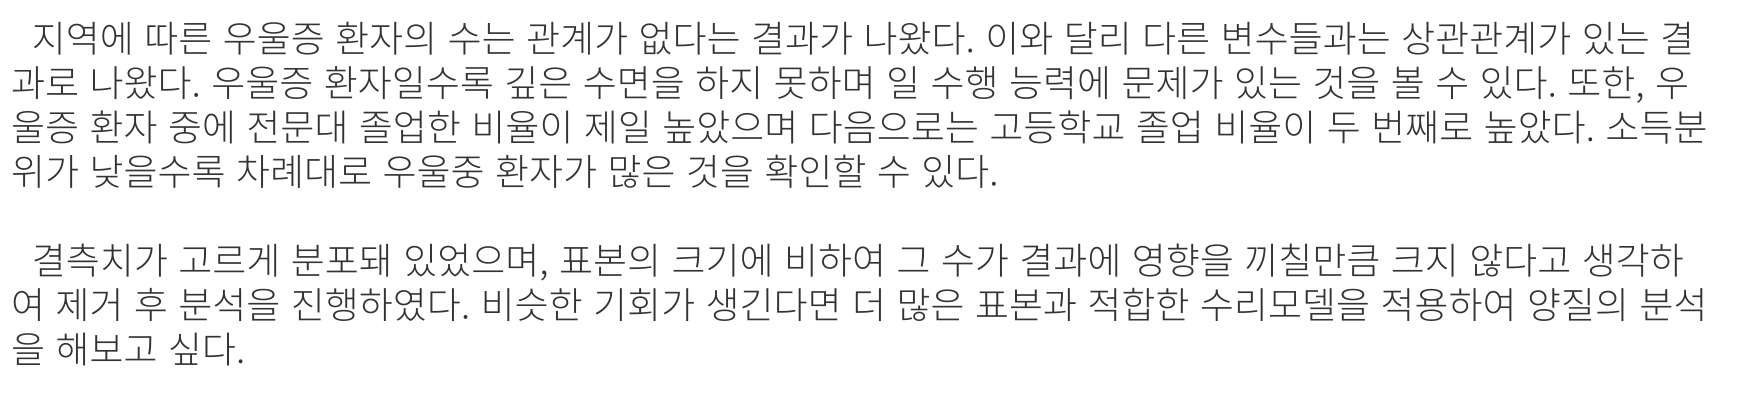 지역에 따른 우울증 환자의 수는 관계가 없다는 결과가 나왔다. 이와 달리 다른 변수들과는 상관관계가 있는 결
과로 나왔다. 우울증 환자일수록 깊은 수면을 하지 못하며 일 수행 능력에 문제가 있는 것을 볼 수 있다. 또한, 우
울증 환자 중에 전문대 졸업한 비율이 제일 높았으며 다음으로는 고등학교 졸업 비율이 두 번째로 높았다. 소득분
위가 낮을수록 차례대로 우울중 환자가 많은 것을 확인할 수 있다.
결측치가 고르게 분포돼 있었으며, 표본의 크기에 비하여 그 수가 결과에 영향을 끼칠만큼 크지 않다고 생각하
여 제거 후 분석을 진행하였다. 비슷한 기회가 생긴다면 더 많은 표본과 적합한 수리모델을 적용하여 양질의 분석
을 해보고 싶다.